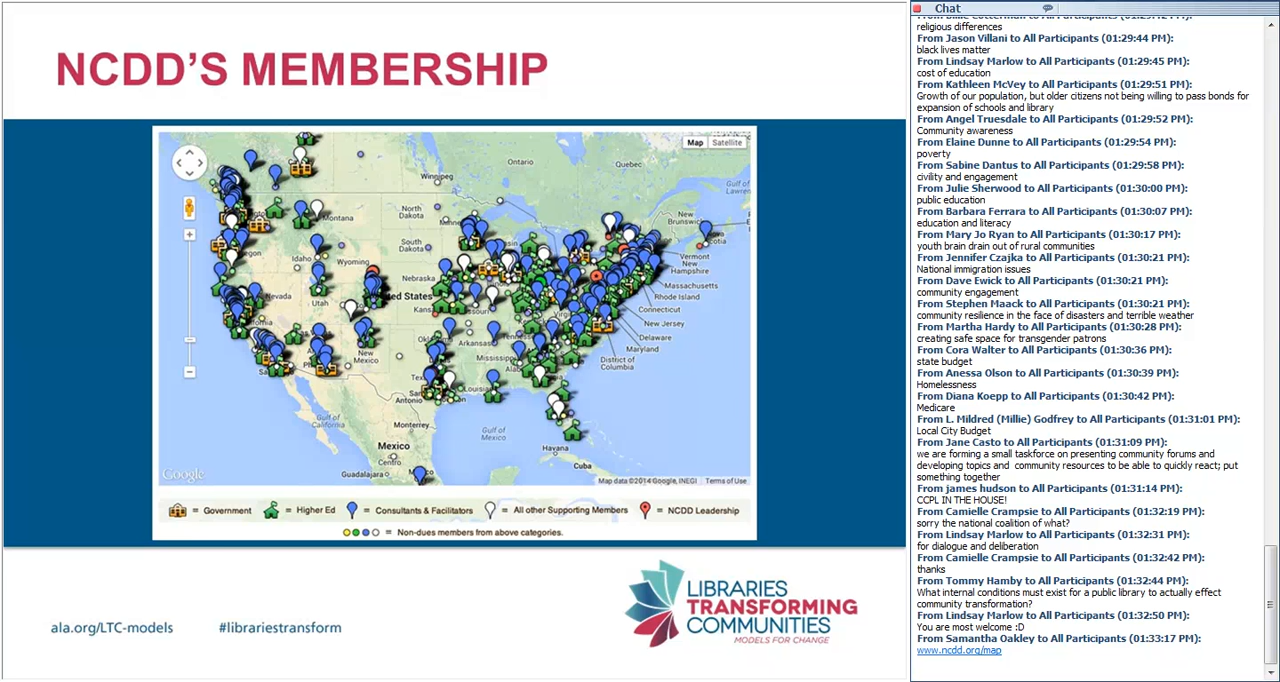 NCDD'S MEMBERSHIP
Map
Satellite
Ontario
Quebec
Winnipeg
Gulf of
New
Brunswick
Montana
North
Dakota
South
Dakota
Idaho
Wyoming
Nebraska
Nevada
Utah
New
Mexico
Arkansas
Mississippi
Vermont
New
Hampshire
Massachusetts
Rhode Island
Connecticut
New Jersey
Delaware
Maryland
District of
Columbia
San
Antonio
Gulf of
California
Monterrey
Gulf of
Mexico
Havana
Cuba
Mexico
Guadalajara
Google
Map data ©2014 Google, INEGI
Terms of Use
= Government
= Higher Ed
= Consultants & Facilitators
= All other Supporting Members
= NCDD Leadership
= Non-dues members from above categories.
ala.org/LTC-models
#librariestransform
LIBRARIES
TRANSFORMING
COMMUNITIES
MODELS FOR CHANGE
Chat
religious differences
From Jason Villani to All Participants (01:29:44 PM):
black lives matter
From Lindsay Marlow to All Participants (01:29:45 PM):
cost of education
From Kathleen McVey to All Participants (01:29:51 PM):
Growth of our population, but older citizens not being willing to pass bonds for
expansion of schools and library
From Angel Truesdale to All Participants (01:29:52 PM):
Community awareness
From Elaine Dunne to All Participants (01:29:54 PM):
poverty
From Sabine Dantus to All Participants (01:29:58 PM):
civility and engagement
From Julie Sherwood to All Participants (01:30:00 PM):
public education
From Barbara Ferrara to All Participants (01:30:07 PM):
education and literacy
From Mary Jo Ryan to All Participants (01:30:17 PM):
youth brain drain out of rural communities
From Jennifer Czajka to All Participants (01:30:21 PM):
National immigration issues
From Dave Ewick to All Participants (01:30:21 PM):
community engagement
From Stephen Maack to All Participants (01:30:21 PM):
community resilience in the face of disasters and terrible weather
From Martha Hardy to All Participants (01:30:28 PM):
creating safe space for transgender patrons
From Cora Walter to All Participants (01:30:36 PM):
state budget
From Anessa Olson to All Participants (01:30:39 PM):
Homelessness
From Diana Koepp to All Participants (01:30:42 PM):
Medicare
From L. Mildred (Millie) Godfrey to All Participants (01:31:01 PM):
Local City Budget
From Jane Casto to All Participants (01:31:09 PM):
we are forming a small taskforce on presenting community forums and
developing topics and community resources to be able to quickly react; put
something together
From james hudson to All Participants (01:31:14 PM):
CCPL IN THE HOUSE!
From Camielle Crampsie to All Participants (01:32:19 PM):
sorry the national coalition of what?
From Lindsay Marlow to All Participants (01:32:31 PM):
for dialogue and deliberation
From Camielle Crampsie to All Participants (01:32:42 PM):
thanks
From Tommy Hamby to All Participants (01:32:44 PM):
What internal conditions must exist for a public library to actually effect
community transformation?
From Lindsay Marlow to All Participants (01:32:50 PM):
You are most welcome :D
From Samantha Oakley to All Participants (01:33:17 PM):
www.ncdd.org/map